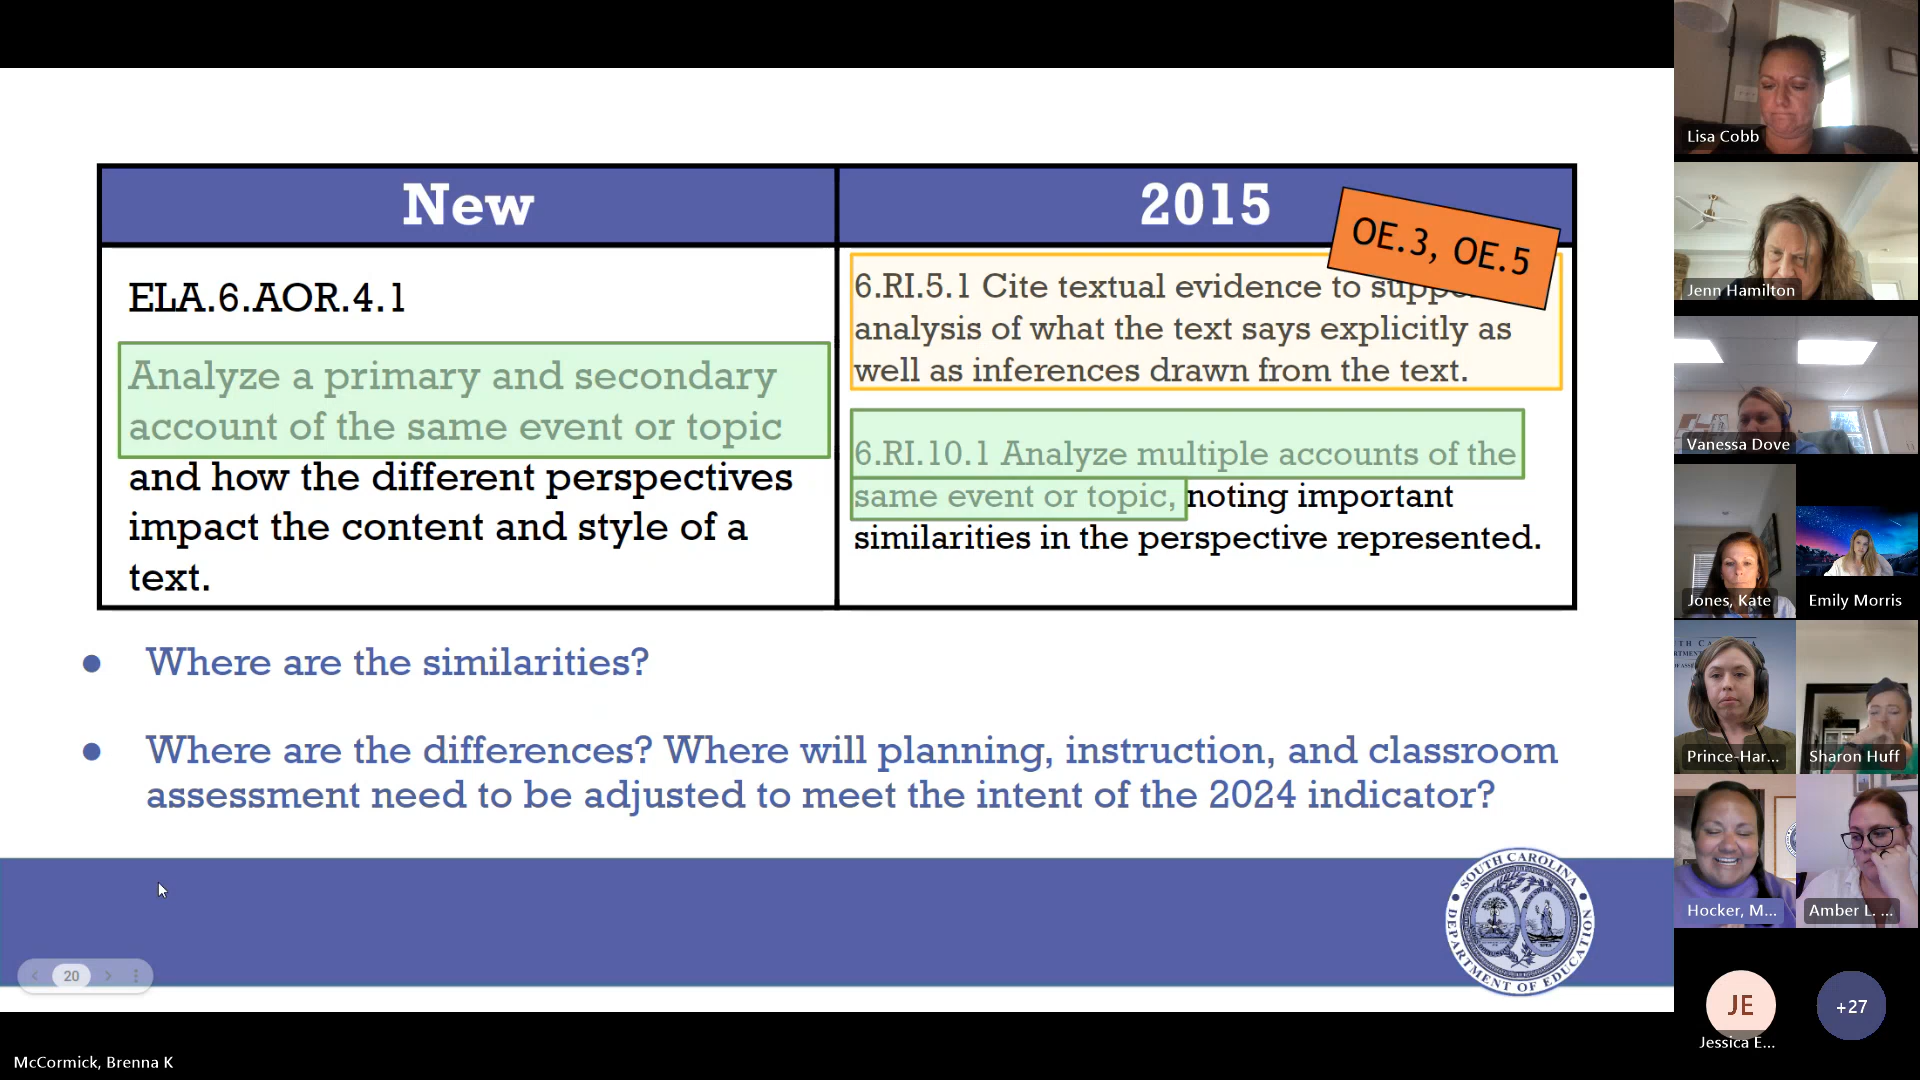 New
2015
OE.3, OE.5
ELA.6.AOR.4.1
Analyze a primary and secondary
account of the same event or topic
and how the different perspectives
impact the content and style of a
text.
6.RI.5.1 Cite textual evidence to suppo
analysis of what the text says explicitly as
well as inferences drawn from the text.
6.RI.10.1 Analyze multiple accounts of the
same event or topic, noting important
similarities in the perspective represented.
● Where are the similarities?
● Where are the differences? Where will planning, instruction, and classroom
assessment need to be adjusted to meet the intent of the 2024 indicator?
SOUTH CAROLINA
DEPARTMENT OF EDUCATION
20
McCormick, Brenna K
Lisa Cobb
Jenn Hamilton
Vanessa Dove
Jones, Kate
Emily Morris
Prince-Har...
Sharon Huff
Hocker, M...
Amber L. ...
JE
Jessica E...
+27